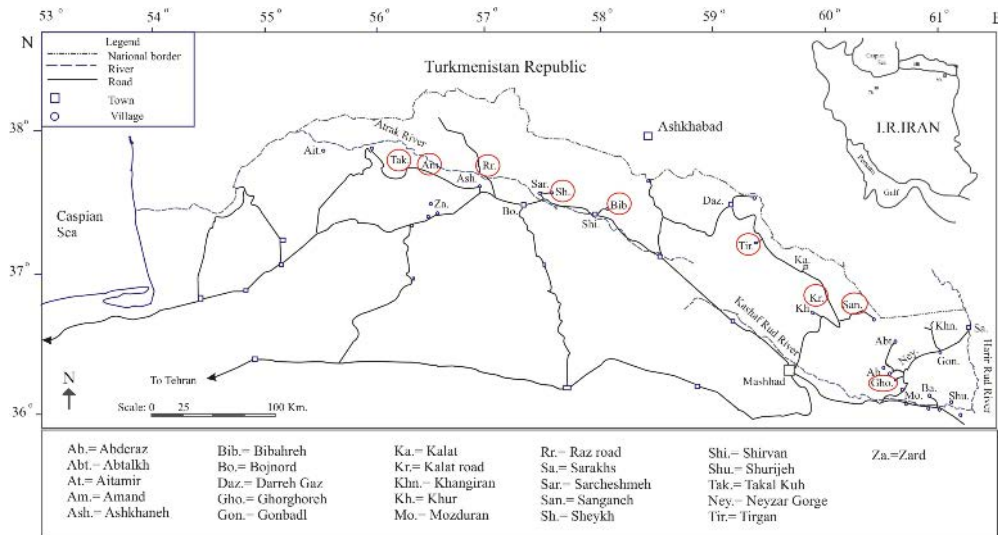 53° 54° 55° 56° 57° 58° 59° 60° 61°
N
Legend
National border
River
Road
Town
Village
Turkmenistan Republic
I.R.IRAN
Persian
Gulf
38°
Ashkhabad
Atrak River
Ait.
Tak.
Am.
Rr.
Ash.
Sar.
Sh.
Bib.
Za.
Bo.
Shi.
Daz.
Caspian
Sea
Tir.
Ka.
37°
Kr.
San.
Kh.
Kashaf Rud River
Khn.
Sa.
Abt.
Ney.
Gon.
Harir Rud River
Ab.
Gho.
Mashhad
N
To Tehran
Ba.
Mo.
Shu.
36°
Scale: 0 25 100 Km.
Ab.= Abderaz
Abt.= Abtalkh
At.= Aitamir
Am.= Amand
Ash.= Ashkhaneh
Bib.= Bibahreh
Bo.= Bojnord
Daz.= Darreh Gaz
Gho.= Ghorghoreh
Gon.= Gonbadl
Ka.= Kalat
Kr.= Kalat road
Khn.= Khangiran
Kh.= Khur
Mo.= Mozduran
Rr.= Raz road
Sa.= Sarakhs
Sar.= Sarcheshmeh
San.= Sanganeh
Sh.= Sheykh
Shi.= Shirvan
Shu.= Shurijeh
Tak.= Takal Kuh
Ney.= Neyzar Gorge
Tir.= Tirgan
Za.=Zard